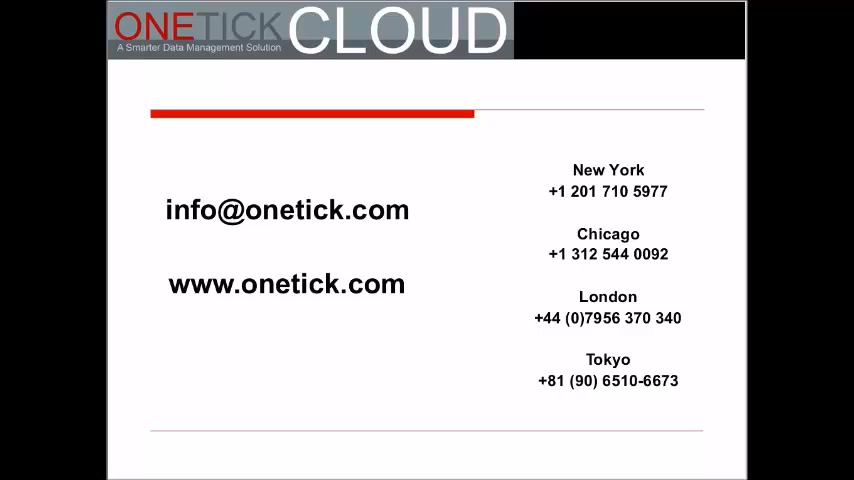 ONETICK CLOUD
A Smarter Data Management Solution
info@onetick.com
www.onetick.com
New York
+1 201 710 5977
Chicago
+1 312 544 0092
London
+44 (0)7956 370 340
Tokyo
+81 (90) 6510-6673